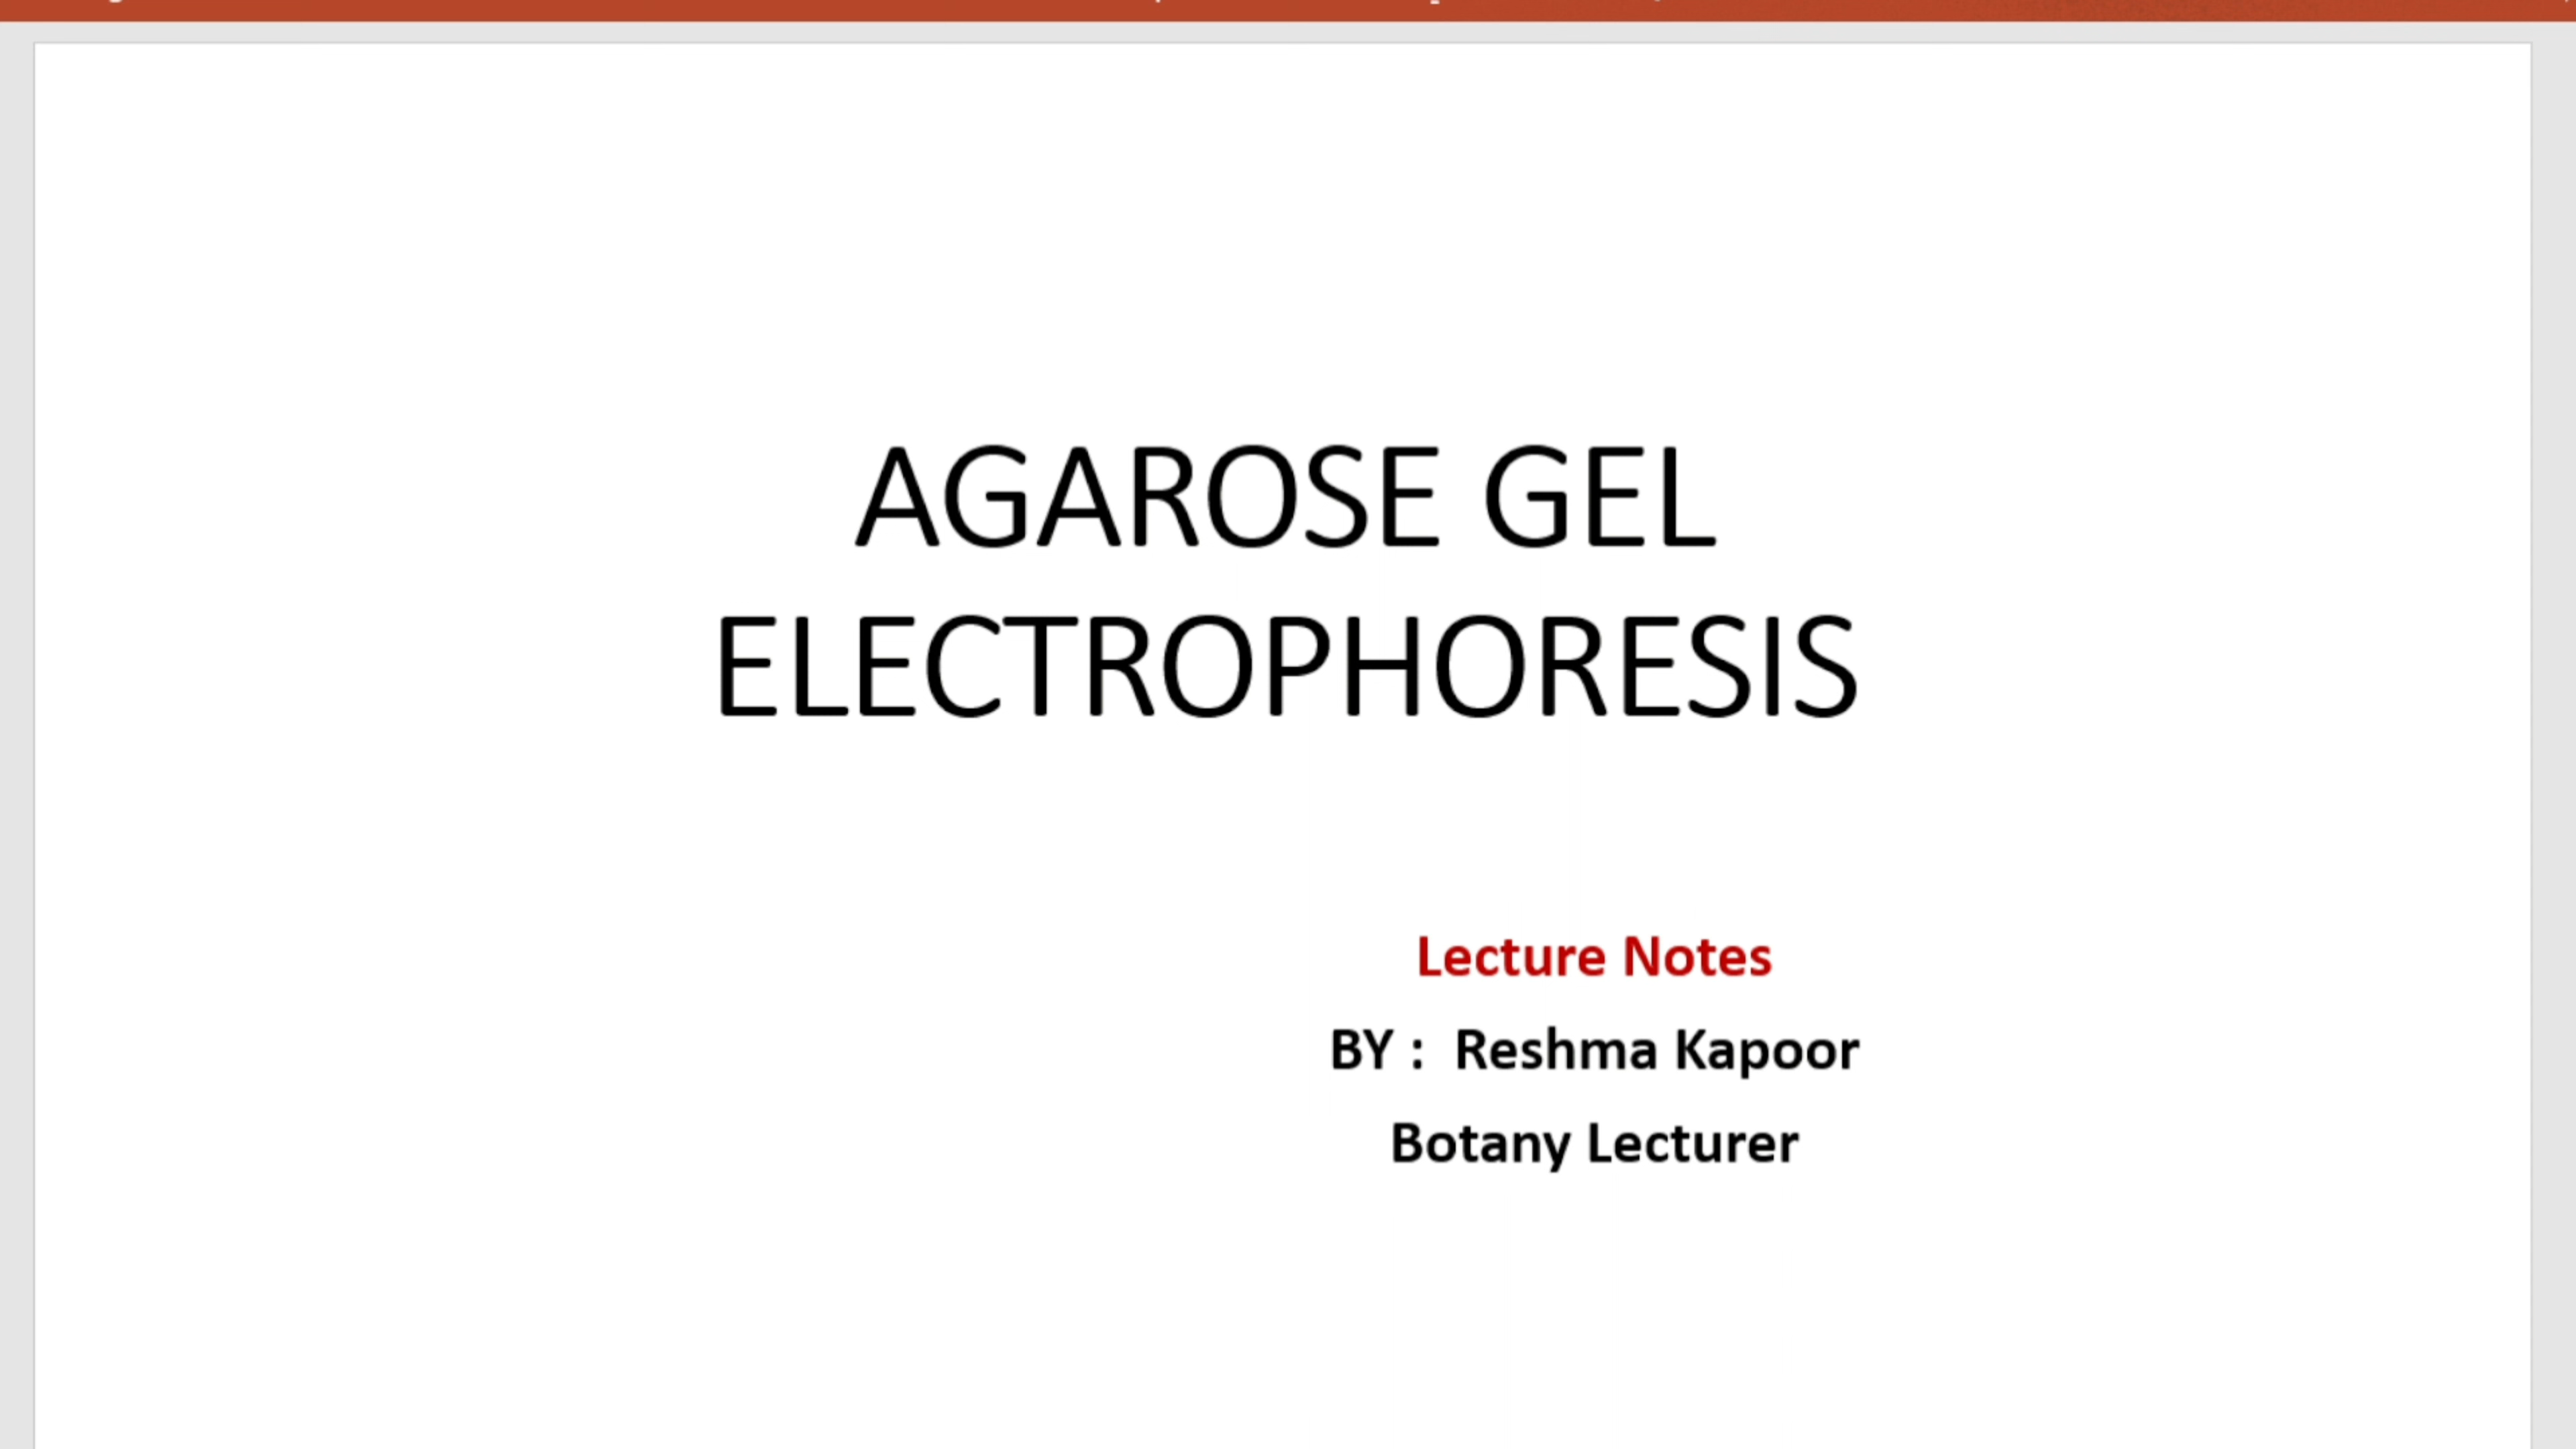 AGAROSE GEL
ELECTROPHORESIS
Lecture Notes
BY : Reshma Kapoor
Botany Lecturer